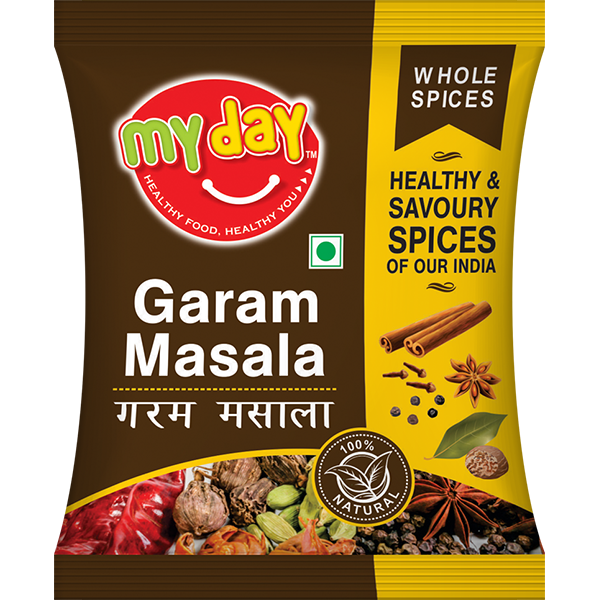 my day TM
HEALTHY FOOD, HEALTHY YOU
WHOLE
SPICES
HEALTHY &
SAVOURY
SPICES
OF OUR INDIA
Garam
Masala
गरम मसाला
100%
NATURAL